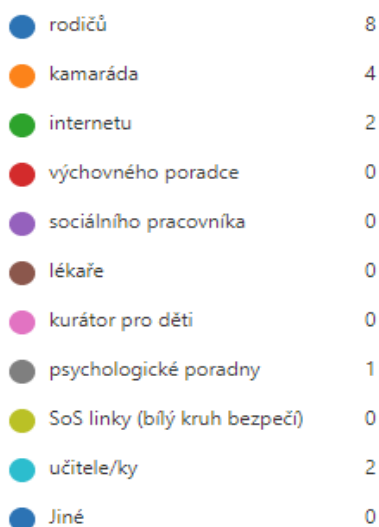 rodičů 8
kamaráda 4
internetu 2
výchovného poradce 0
sociálního pracovníka 0
lékaře 0
kurátor pro děti 0
psychologické poradny 1
SoS linky (bílý kruh bezpečí) 0
učitele/ky 2
Jiné 0